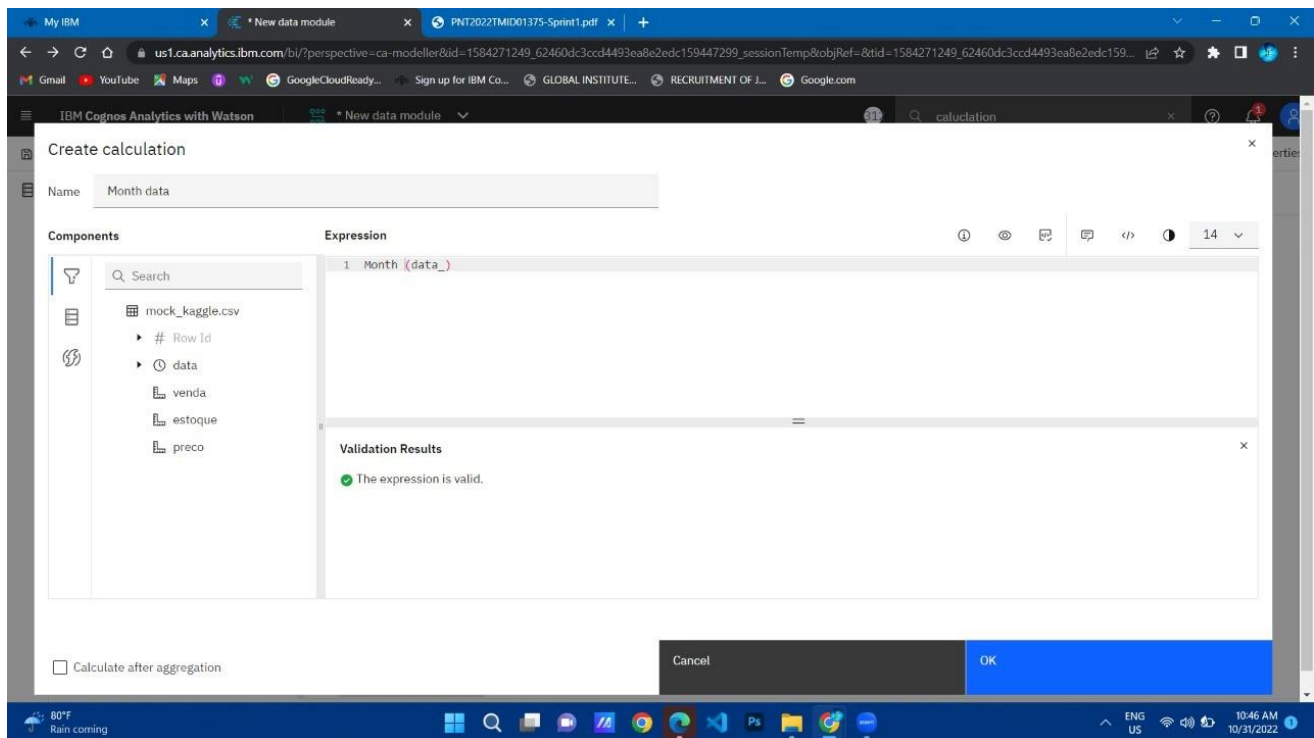 My IBM
* New data module
PNT2022TMID01375-Sprint1.pdf
us1.ca.analytics.ibm.com/bi/?perspective=ca-modeller&id=1584271249_62460dc3ccd4493ea8e2edc159447299_sessionTemp&objRef=&tid=1584271249_62460dc3ccd4493ea8e2edc159...
Gmail YouTube Maps GoogleCloudReady... Sign up for IBM Co... GLOBAL INSTITUTE... RECRUITMENT OF J... Google.com
IBM Cognos Analytics with Watson * New data module caluclation 1
Create calculation
erties
Name Month data
Components Expression 14
1 Month (data_)
Search
mock_kaggle.csv
# Row Id
data
venda
estoque
preco
Validation Results
The expression is valid.
Calculate after aggregation
Cancel OK
80°F
Rain coming
ENG
US
10:46 AM
10/31/2022
1